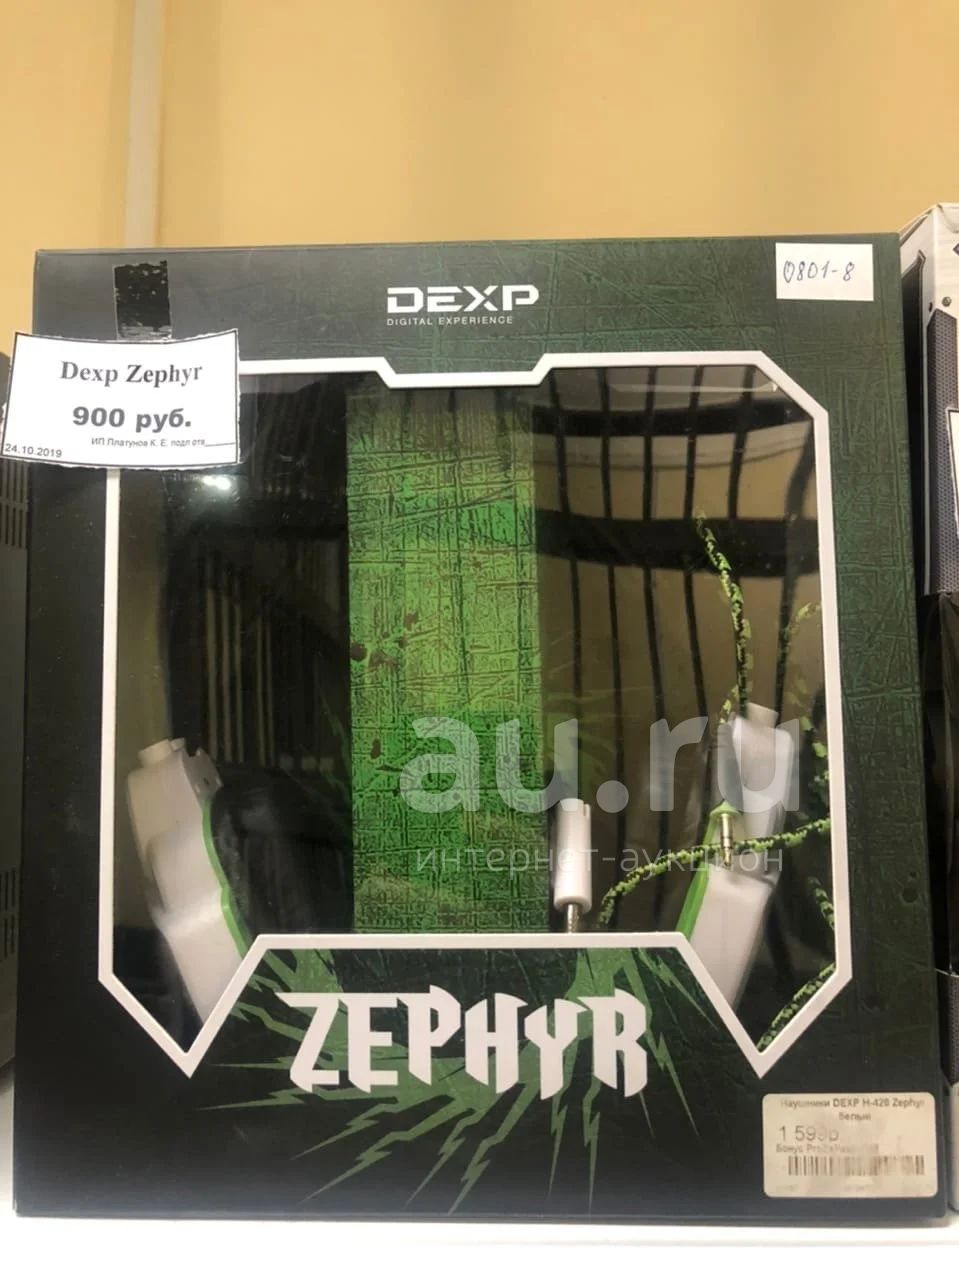 DEXP
DIGITAL EXPERIENCE
0801-8
Dexp Zephyr
900 руб.
ИП Платунов К. Е. подп отв
24.10.2019
au.ru
интернет-аукцион
ZEPHYR
Наушники DEXP H-420 Zephyr
белые
1 599р
Бонус